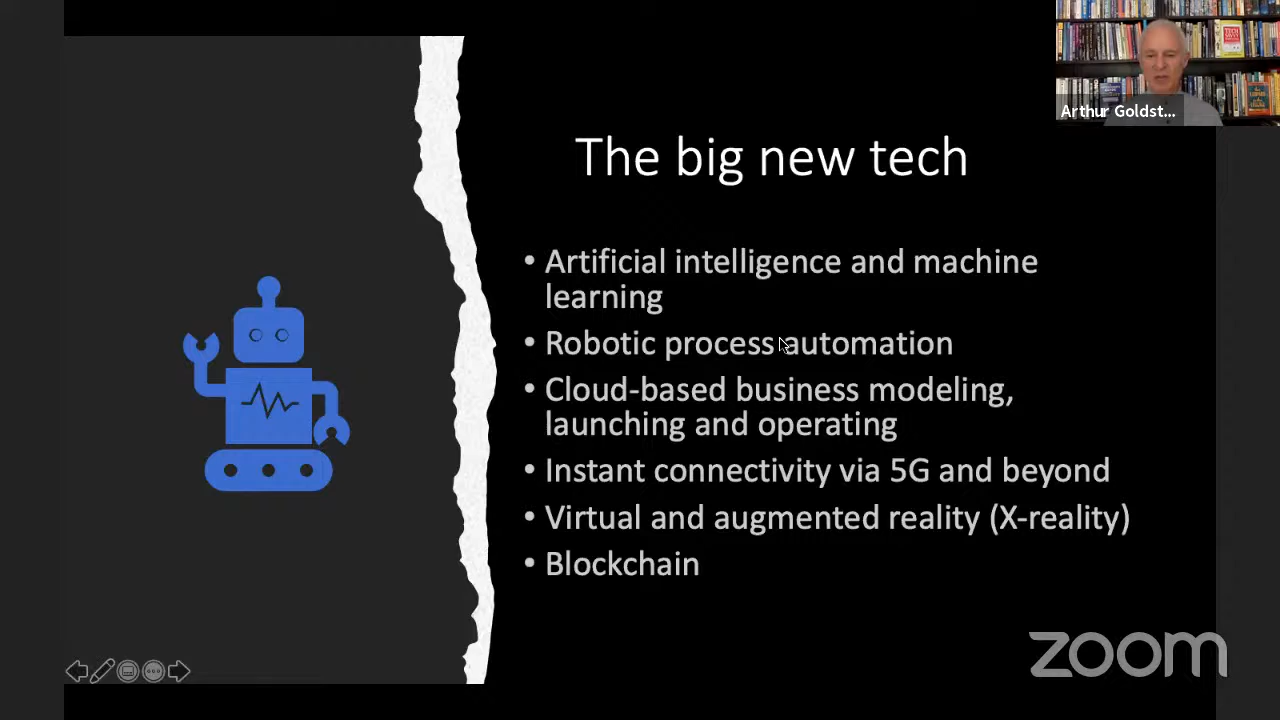 Arthur Goldst...
The big new tech
• Artificial intelligence and machine
learning
• Robotic process automation
• Cloud-based business modeling,
launching and operating
• Instant connectivity via 5G and beyond
• Virtual and augmented reality (X-reality)
• Blockchain
zoom